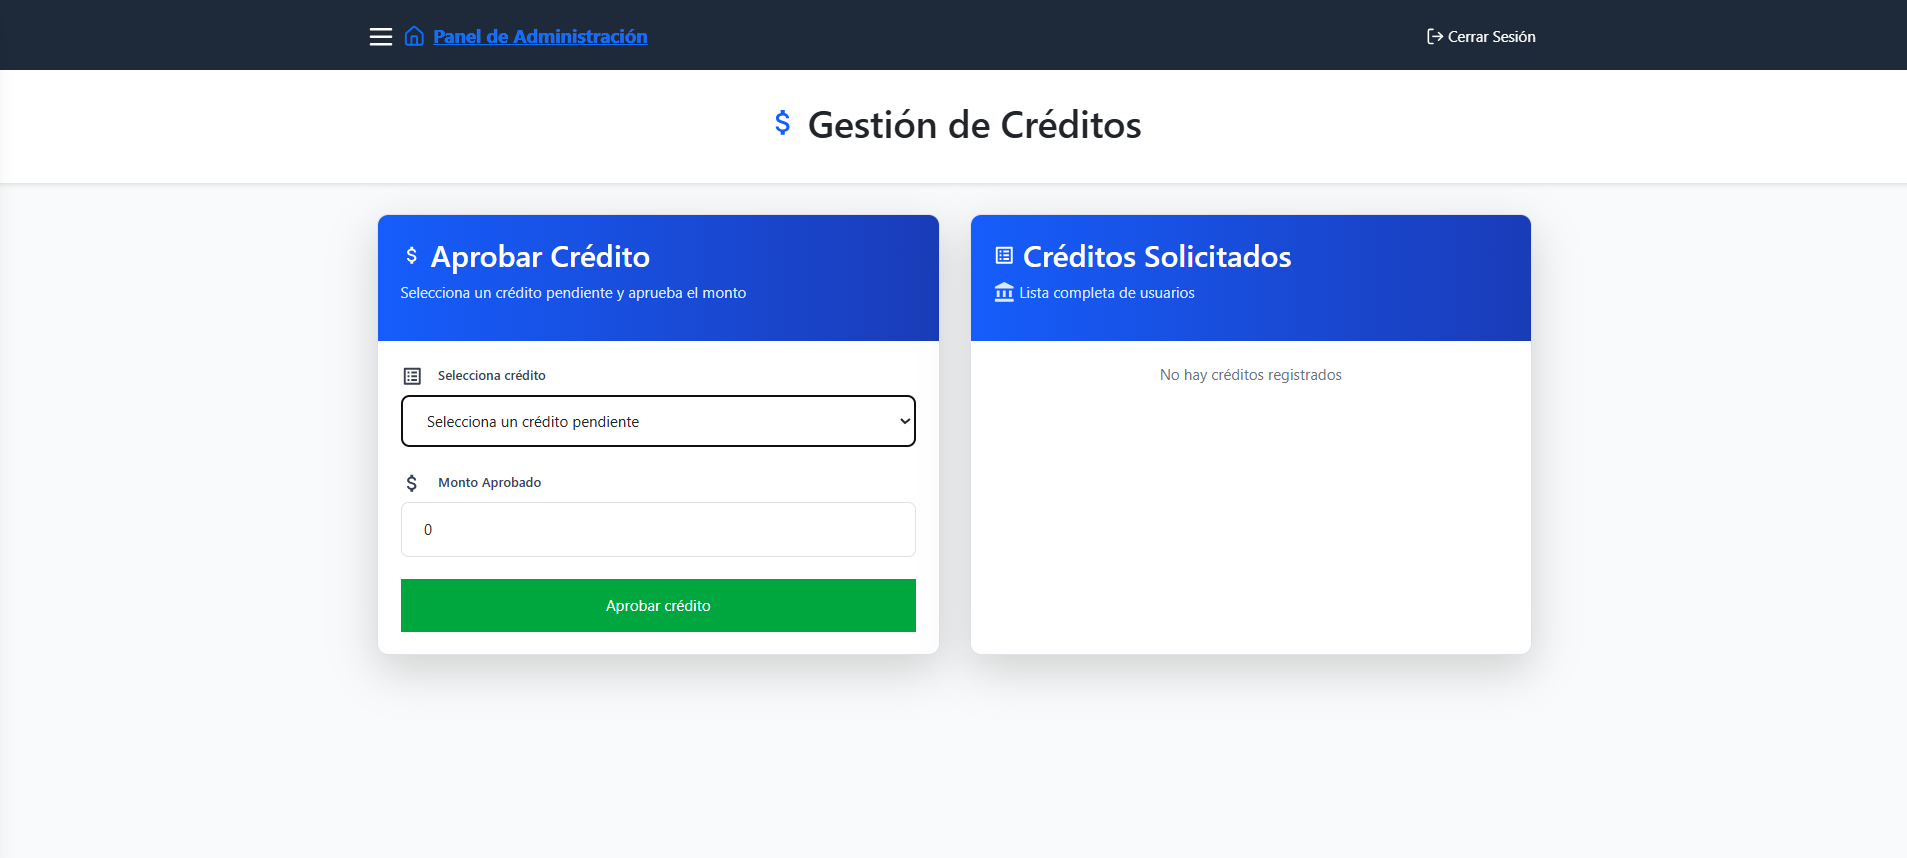 Panel de Administración
Cerrar Sesión
$ Gestión de Créditos
$ Aprobar Crédito
Selecciona un crédito pendiente y aprueba el monto
Selecciona crédito
Selecciona un crédito pendiente
$ Monto Aprobado
0
Aprobar crédito
Créditos Solicitados
Lista completa de usuarios
No hay créditos registrados